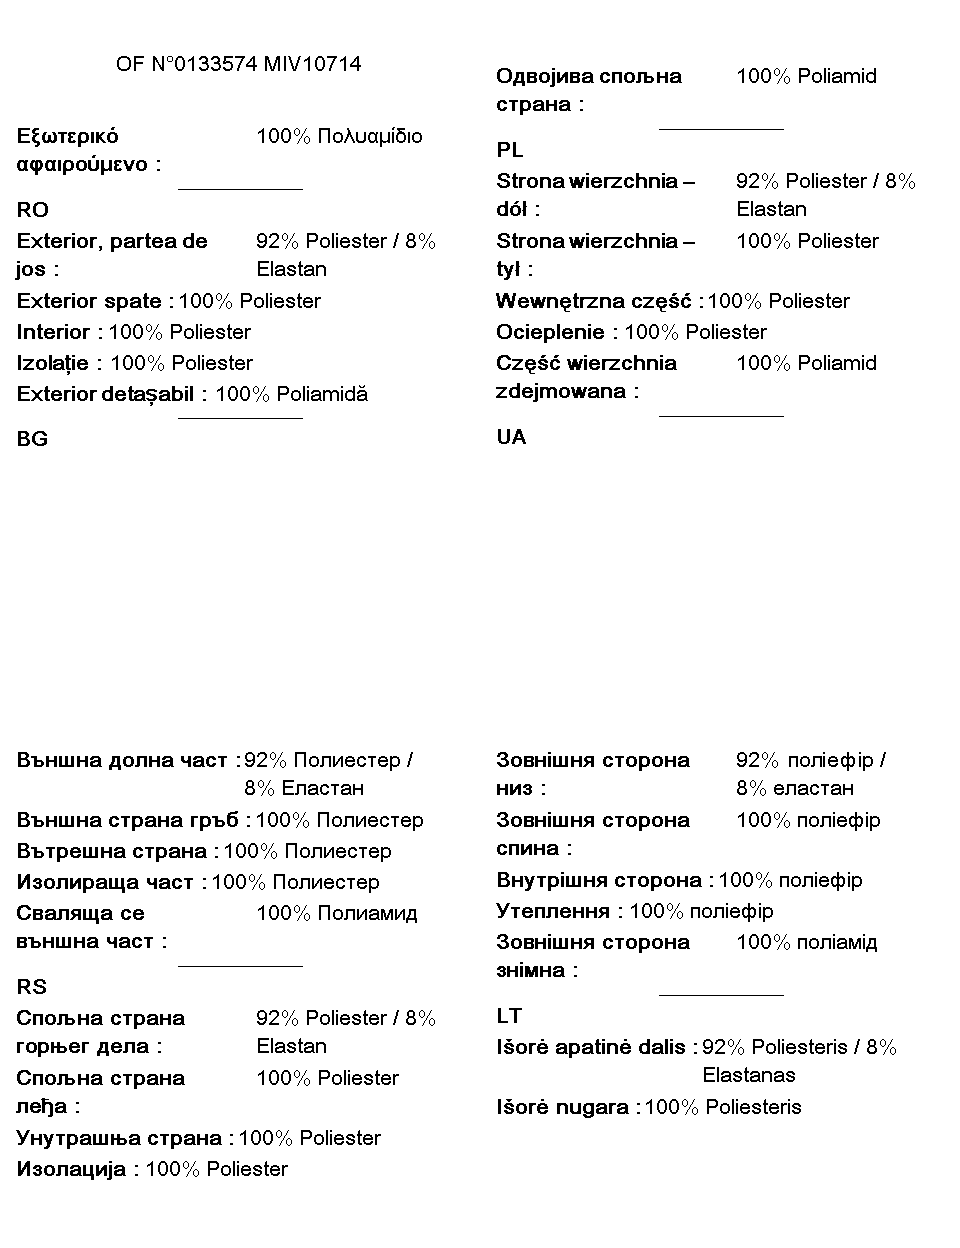 OF N°0133574 MIV10714
Εξωτερικό 100% Πολυαμίδιο
αφαιρούμενο :
RO
Exterior, partea de 92% Poliester / 8%
jos : Elastan
Exterior spate : 100% Poliester
Interior : 100% Poliester
Izolație : 100% Poliester
Exterior detașabil : 100% Poliamidă
BG
Външна долна част : 92% Полиестер /
8% Еластан
Външна страна гръб : 100% Полиестер
Вътрешна страна : 100% Полиестер
Изолираща част : 100% Полиестер
Сваляща се 100% Полиамид
външна част :
RS
Спољна страна 92% Poliester / 8%
горњег дела : Elastan
Спољна страна 100% Poliester
леђа :
Унутрашња страна : 100% Poliester
Изолација : 100% Poliester
Одвојива спољна 100% Poliamid
страна :
PL
Strona wierzchnia – 92% Poliester / 8%
dół : Elastan
Strona wierzchnia – 100% Poliester
tył :
Wewnętrzna część : 100% Poliester
Ocieplenie : 100% Poliester
Część wierzchnia 100% Poliamid
zdejmowana :
UA
Зовнішня сторона 92% поліефір /
низ : 8% еластан
Зовнішня сторона 100% поліефір
спина :
Внутрішня сторона : 100% поліефір
Утеплення : 100% поліефір
Зовнішня сторона 100% поліамід
знімна :
LT
Išorė apatinė dalis : 92% Poliesteris / 8%
Elastanas
Išorė nugara : 100% Poliesteris